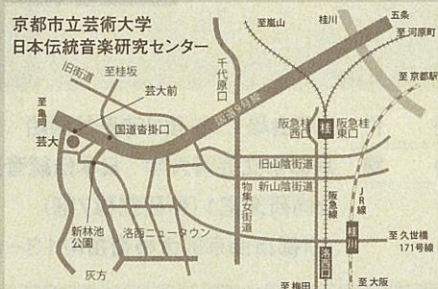 京都市立芸術大学
日本伝統音楽研究センター
至嵐山
桂川
五条
至河原町
至京都駅
旧街道
至桂坂
千代原口
芸大前
至亀岡
芸大
国道沓掛口
国道9号線
阪急桂西口
桂
阪急桂東口
旧山陰街道
新山陰街道
物集女街道
阪急線
JR線
新林池公園
洛西ニュータウン
灰方
洛西口
桂川
至久世橋
171号線
至梅田
至大阪